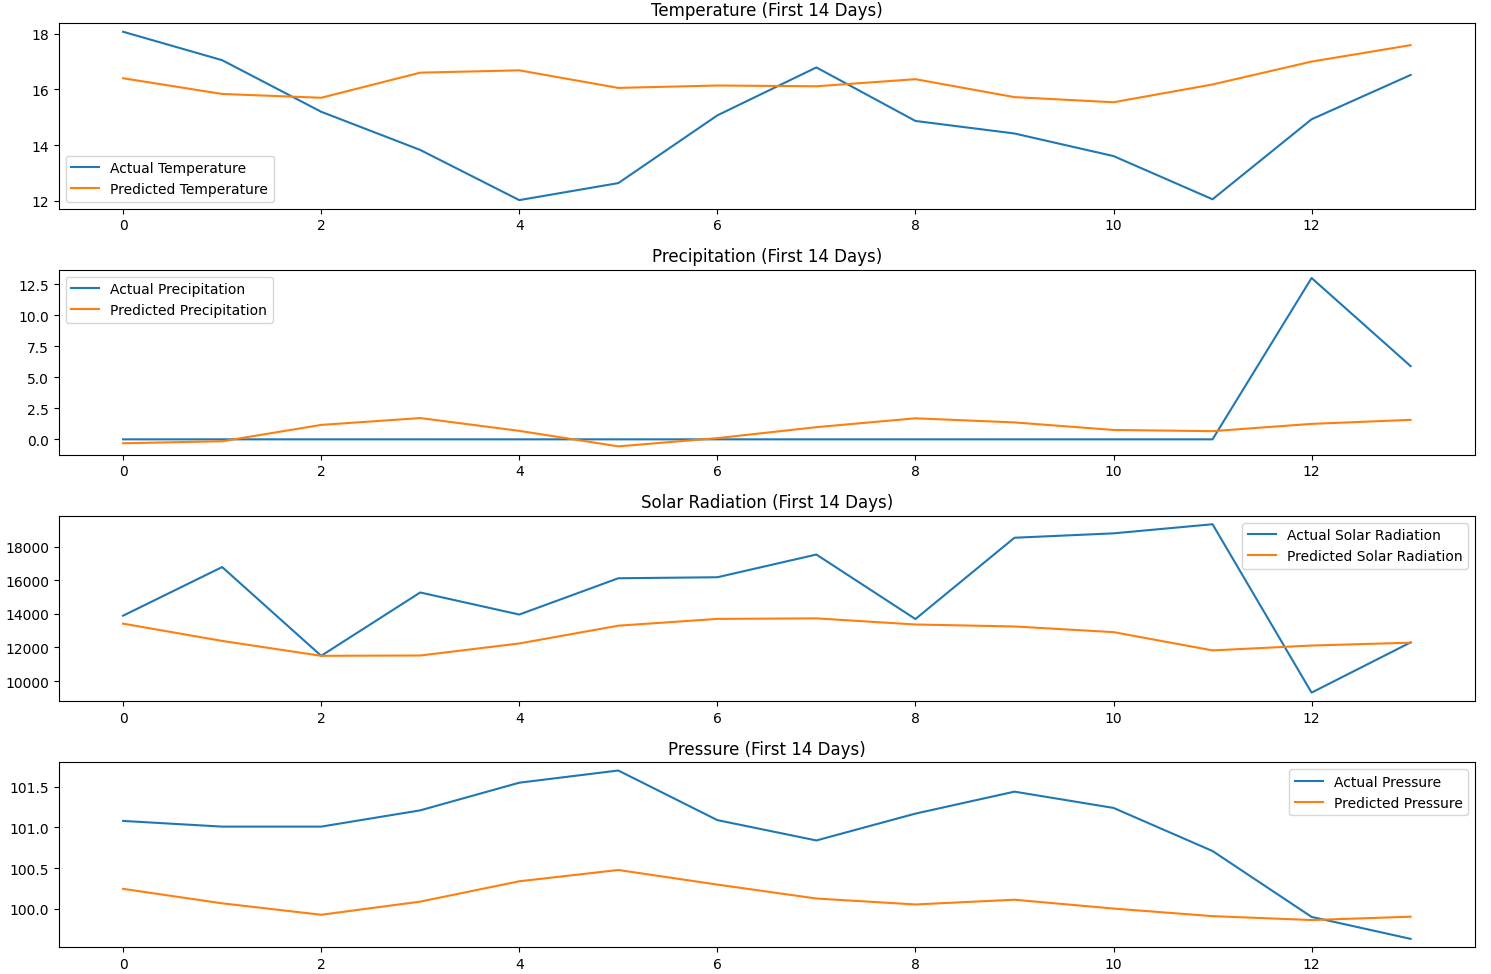 Temperature (First 14 Days)
18
16
14
12
Actual Temperature
Predicted Temperature
0 2 4 6 8 10 12
Precipitation (First 14 Days)
12.5
10.0
7.5
5.0
2.5
0.0
Actual Precipitation
Predicted Precipitation
0 2 4 6 8 10 12
Solar Radiation (First 14 Days)
18000
16000
14000
12000
10000
Actual Solar Radiation
Predicted Solar Radiation
0 2 4 6 8 10 12
Pressure (First 14 Days)
101.5
101.0
100.5
100.0
Actual Pressure
Predicted Pressure
0 2 4 6 8 10 12